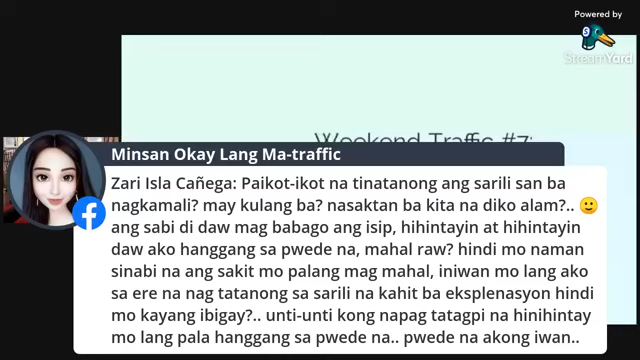 Powered by
StreamYard
Weekend Traffic #7:
Minsan Okay Lang Ma-traffic
Zari Isla Cañega: Paikot-ikot na tinatanong ang sarili san ba
nagkamali? may kulang ba? nasaktan ba kita na diko alam?.. 🙂
ang sabi di daw mag babago ang isip, hihintayin at hihintayin
daw ako hanggang sa pwede na, mahal raw? hindi mo naman
sinabi na ang sakit mo palang mag mahal, iniwan mo lang ako
sa ere na nag tatanong sa sarili na kahit ba eksplenasyon hindi
mo kayang ibigay?.. unti-unti kong napag tatagpi na hinihintay
mo lang pala hanggang sa pwede na.. pwede na akong iwan..